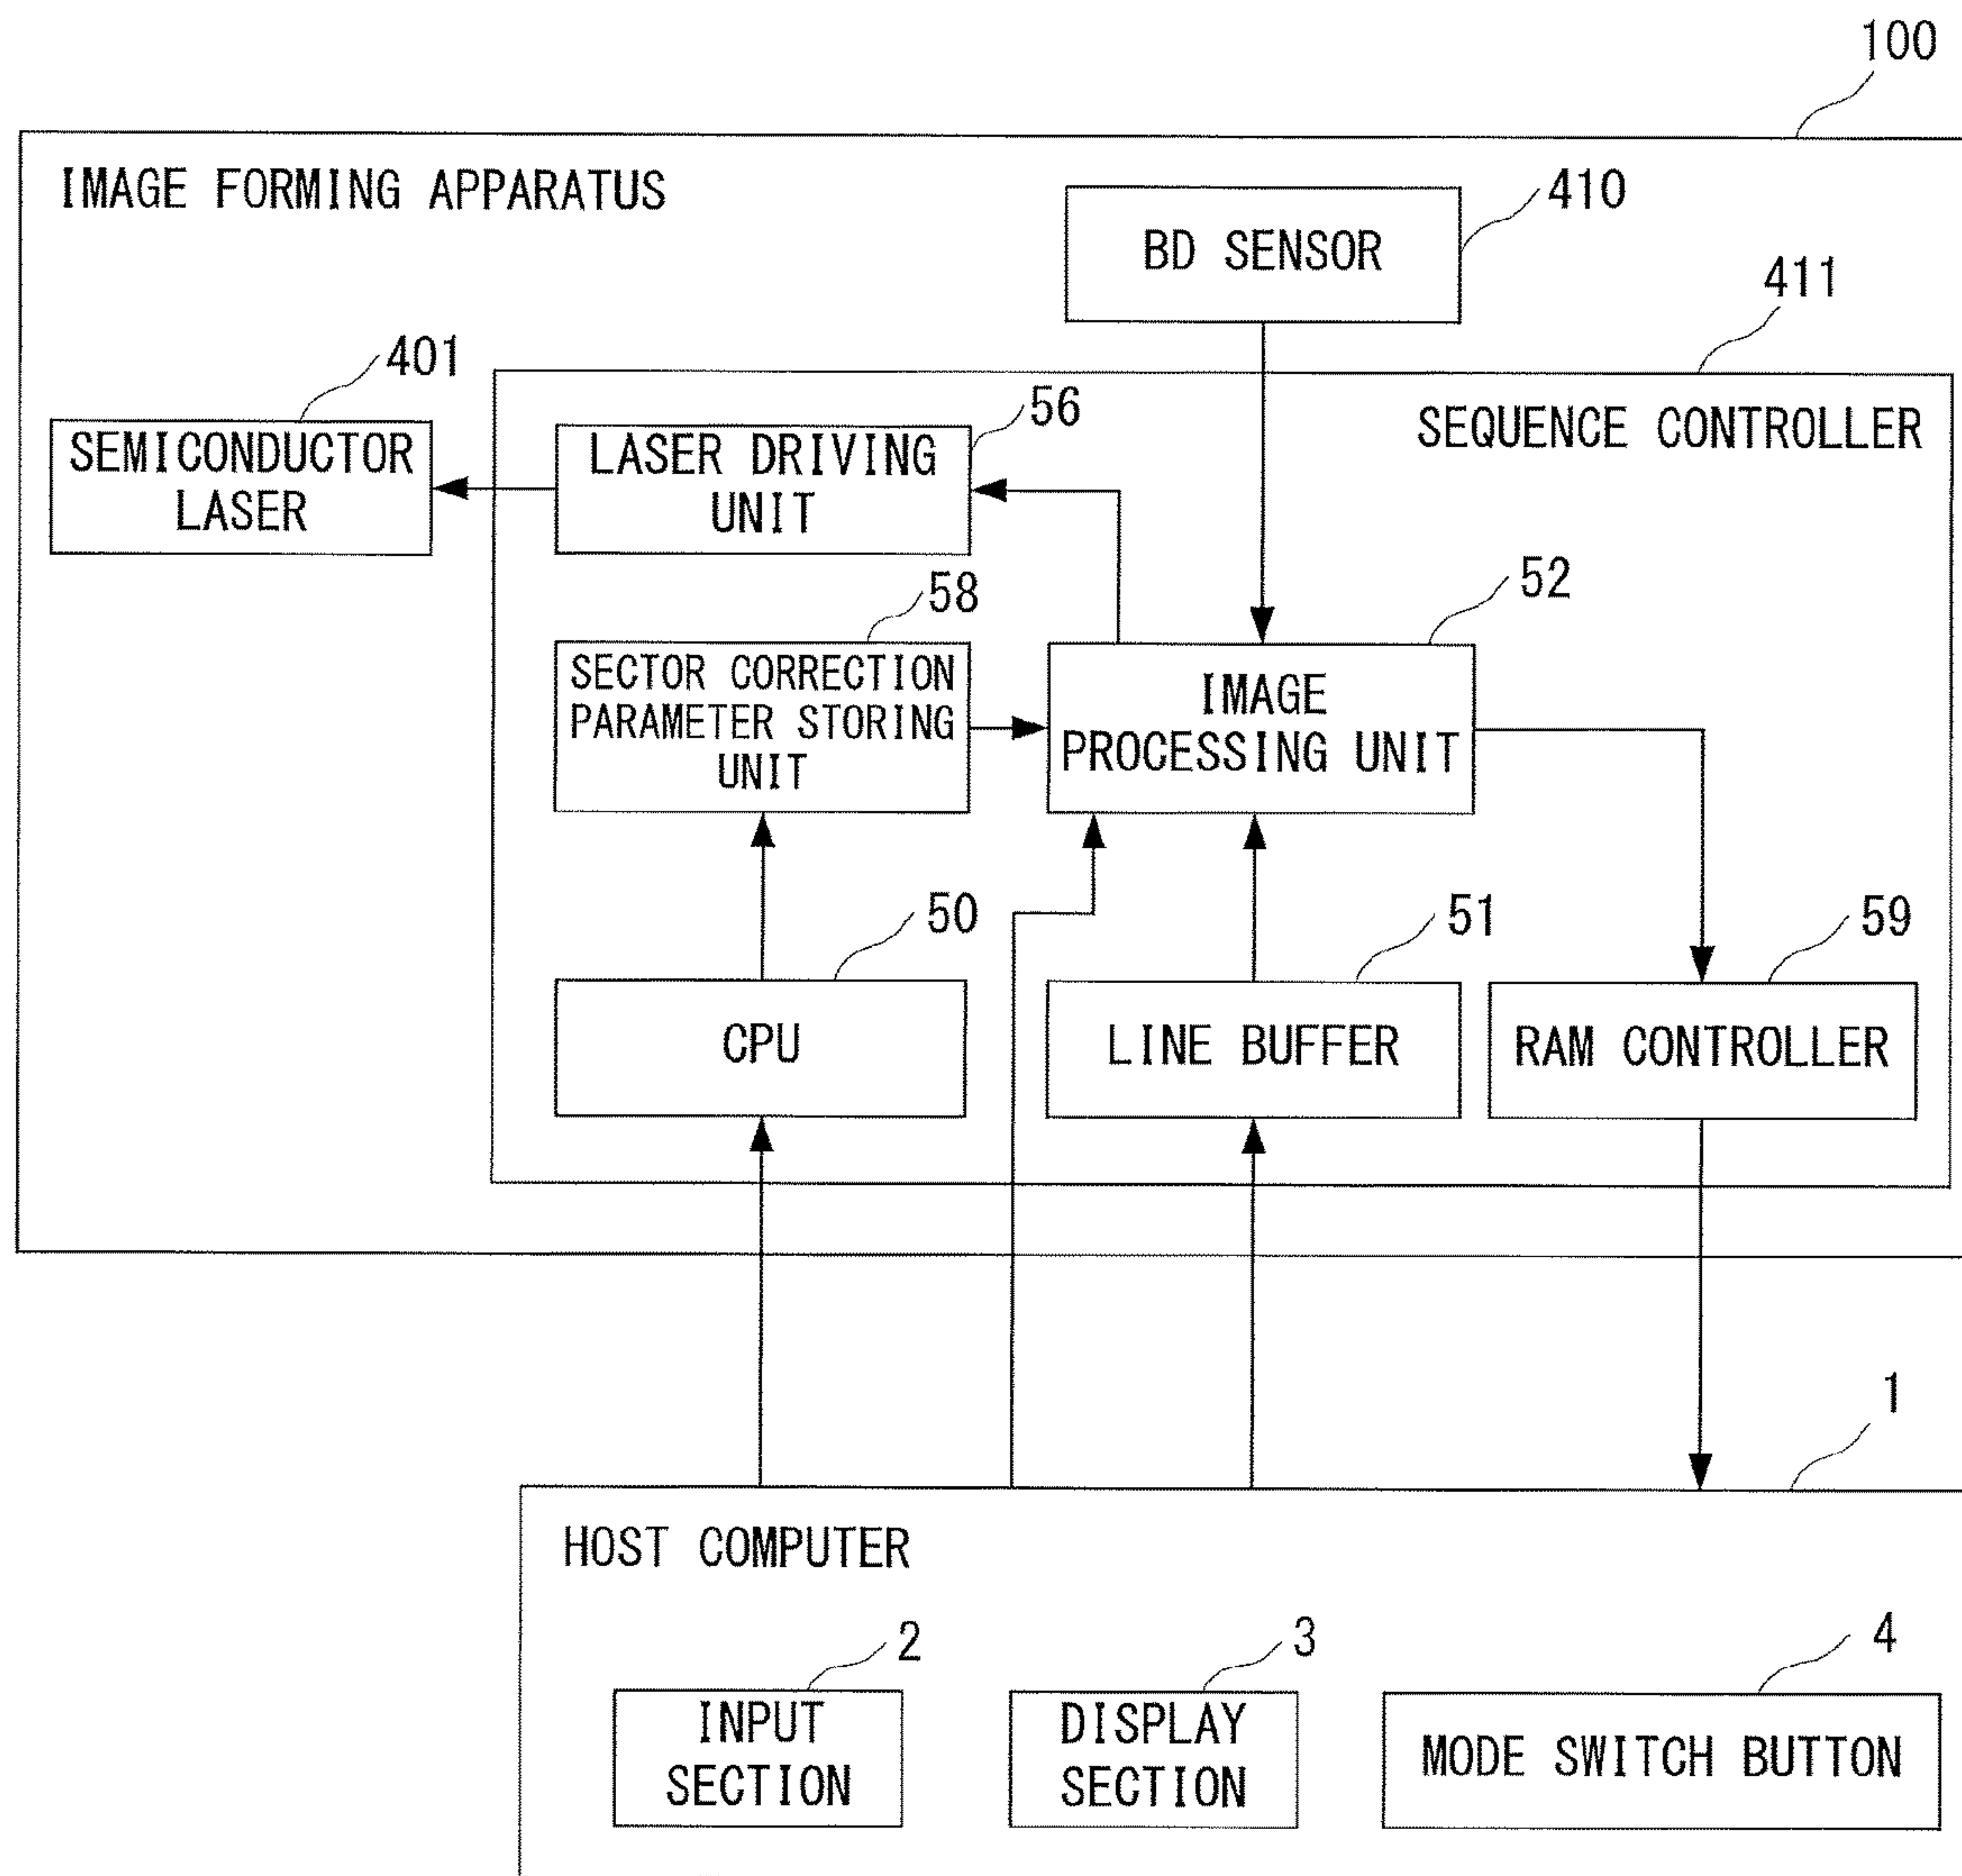 100
IMAGE FORMING APPARATUS
BD SENSOR
410
411
SEQUENCE CONTROLLER
401
SEMICONDUCTOR
LASER
56
LASER DRIVING
UNIT
58
SECTOR CORRECTION
PARAMETER STORING
UNIT
52
IMAGE
PROCESSING UNIT
50
CPU
51
LINE BUFFER
59
RAM CONTROLLER
1
HOST COMPUTER
2
INPUT
SECTION
3
DISPLAY
SECTION
4
MODE SWITCH BUTTON